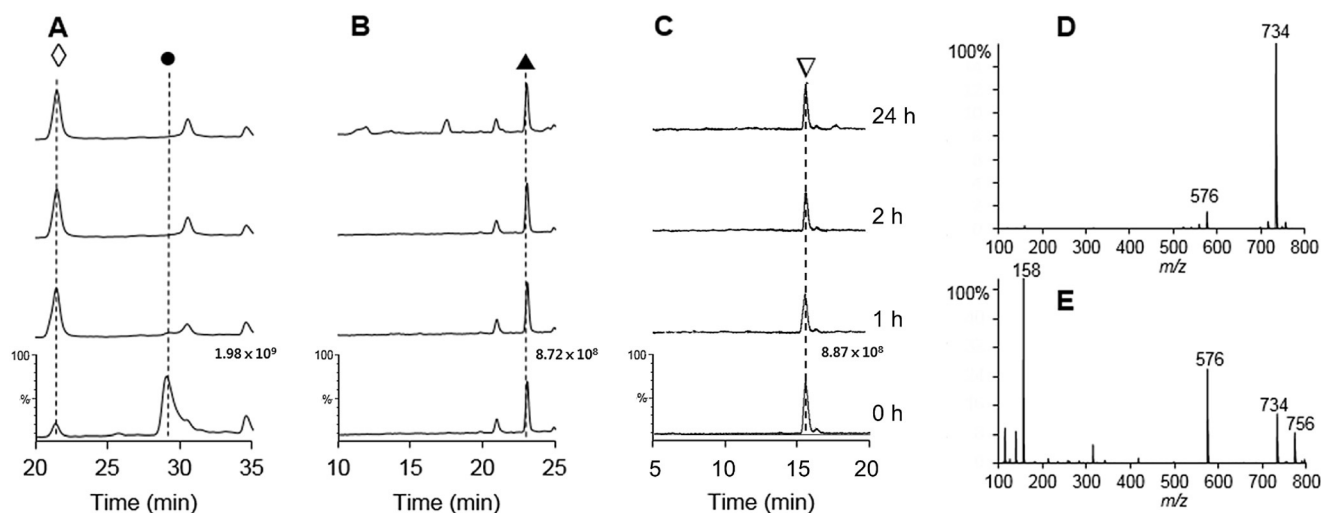 A
B
C
D
E
24 h
2 h
1 h
0 h
1.98 x 10⁹
8.72 x 10⁸
8.87 x 10⁸
100
%
0
20 25 30 35
Time (min)
100
%
0
10 15 20 25
Time (min)
100
%
0
5 10 15 20
Time (min)
100%
734
576
100 200 300 400 500 600 700 800
m/z
100%
158
576
734
756
100 200 300 400 500 600 700 800
m/z